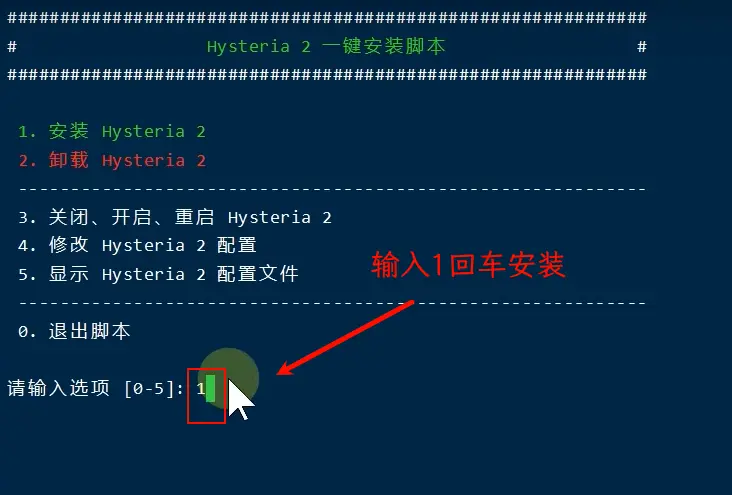 #############################################################
# Hysteria 2 一键安装脚本 #
#############################################################
1. 安装 Hysteria 2
2. 卸载 Hysteria 2
------------------------------------------------------------
3. 关闭、开启、重启 Hysteria 2
4. 修改 Hysteria 2 配置
5. 显示 Hysteria 2 配置文件
输入1回车安装
------------------------------------------------------------
0. 退出脚本
请输入选项 [0-5]: 1